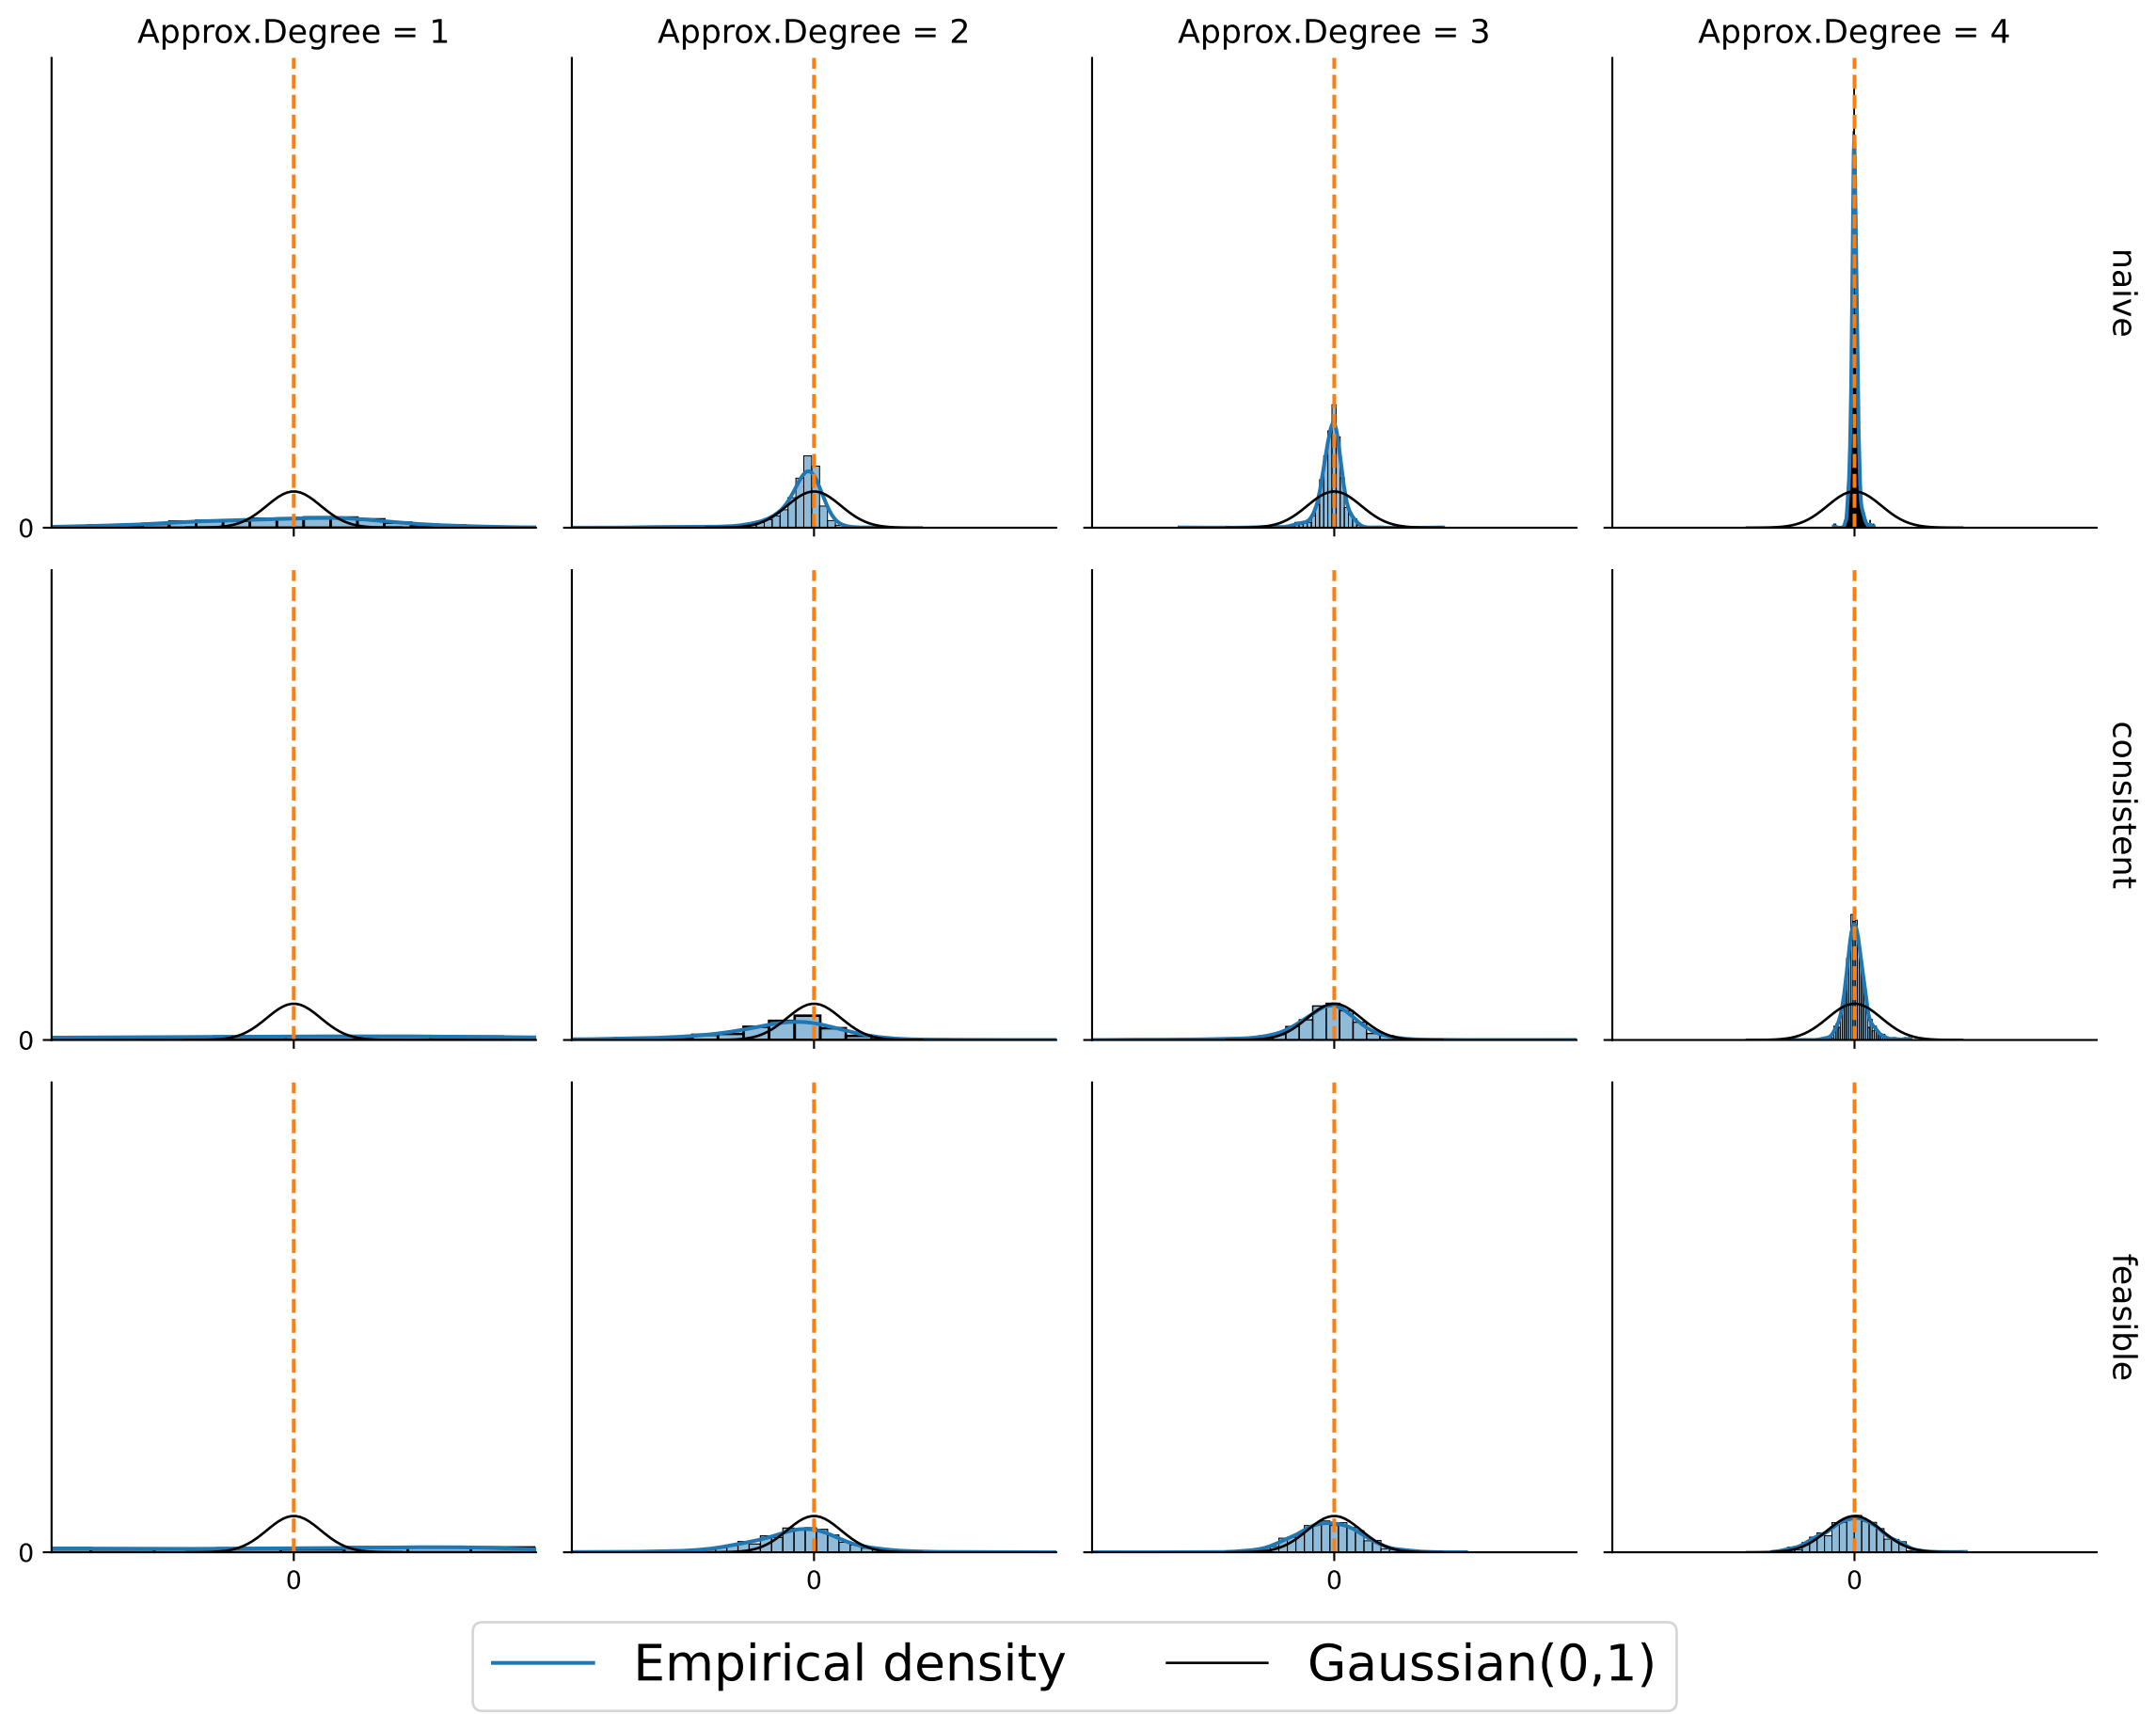 Approx.Degree = 1
Approx.Degree = 2
Approx.Degree = 3
Approx.Degree = 4
0
naive
0
consistent
0
feasible
0
0
0
0
Empirical density
Gaussian(0,1)